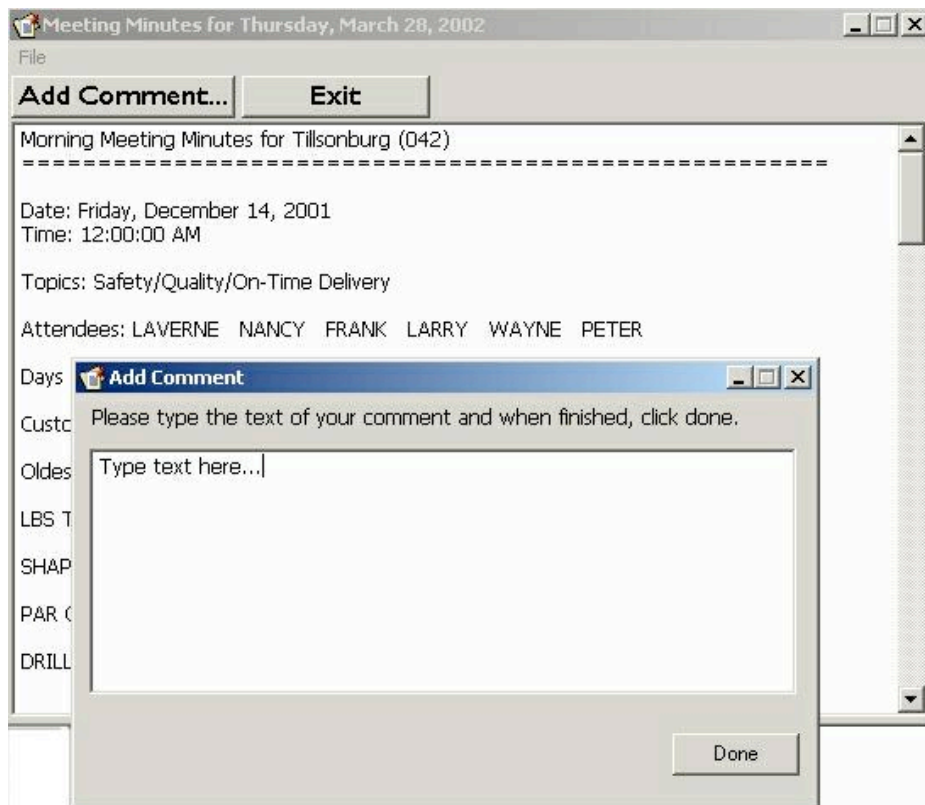 Meeting Minutes for Thursday, March 28, 2002
File
Add Comment... Exit
Morning Meeting Minutes for Tillsonburg (042)
=====================================================
Date: Friday, December 14, 2001
Time: 12:00:00 AM
Topics: Safety/Quality/On-Time Delivery
Attendees: LAVERNE NANCY FRANK LARRY WAYNE PETER
Days
Custo
Oldes
LBS T
SHAP
PAR
DRILL
Add Comment
Please type the text of your comment and when finished, click done.
Type text here...
Done